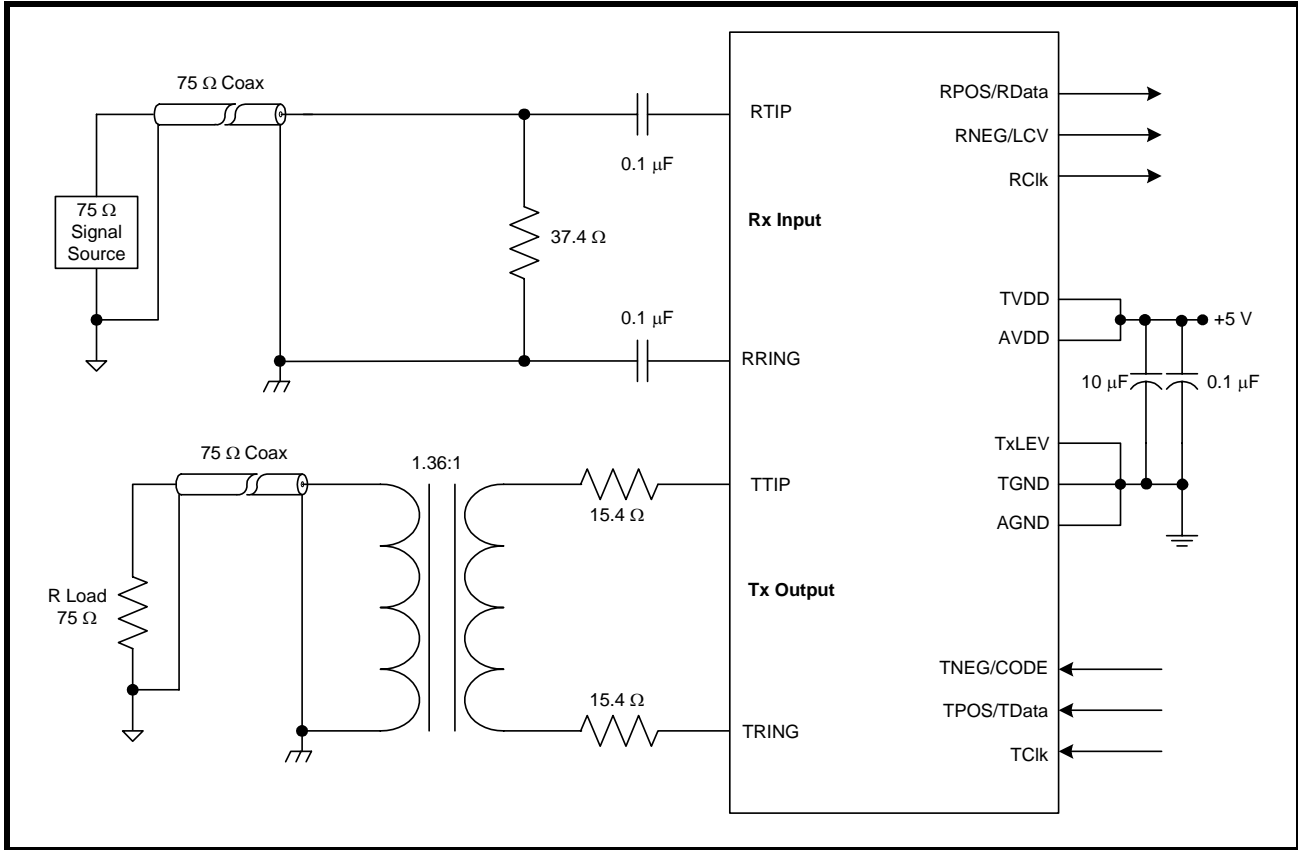 75 Ω Coax
75 Ω
Signal
Source
37.4 Ω
0.1 μF
0.1 μF
RTIP
Rx Input
RRING
75 Ω Coax
R Load
75 Ω
1.36:1
15.4 Ω
15.4 Ω
TTIP
Tx Output
TRING
RPOS/RData
RNEG/LCV
RClk
TVDD
AVDD
+5 V
10 μF
0.1 μF
TxLEV
TGND
AGND
TNEG/CODE
TPOS/TData
TClk